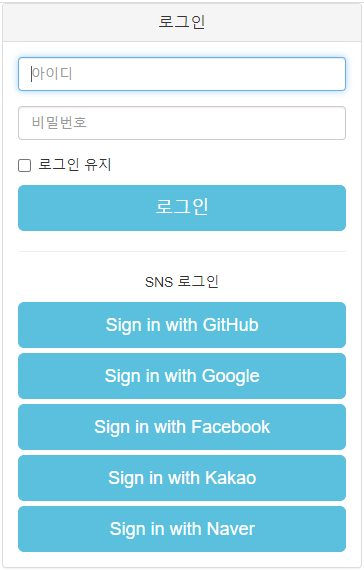 로그인
아이디
비밀번호
로그인 유지
로그인
SNS 로그인
Sign in with GitHub
Sign in with Google
Sign in with Facebook
Sign in with Kakao
Sign in with Naver